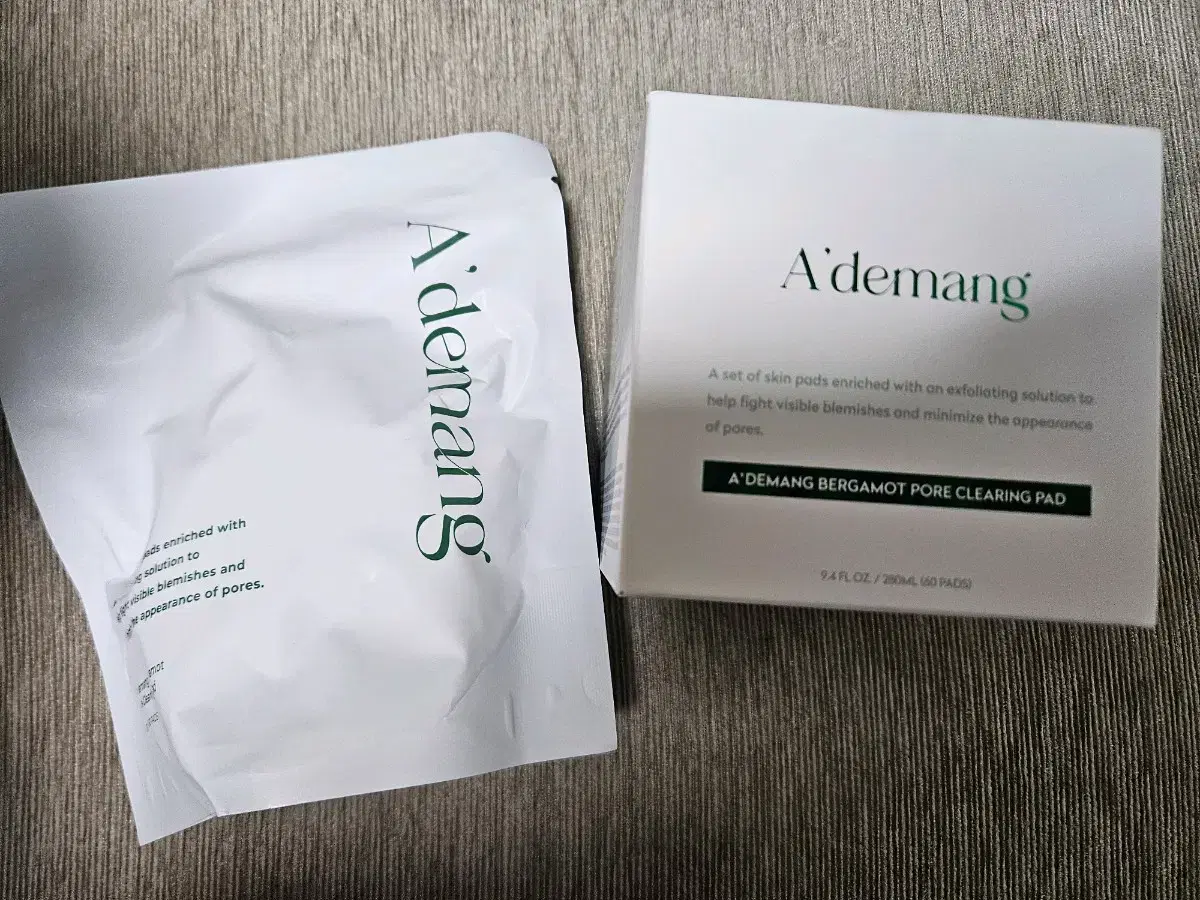 A'demang
ads enriched with
solution to
visible blemishes and
appearance of pores.
A'demang
A set of skin pads enriched with an exfoliating solution to
help fight visible blemishes and minimize the appearance
of pores.
A'DEMANG BERGAMOT PORE CLEARING PAD
9.4 FL OZ. / 280ML (60 PADS)